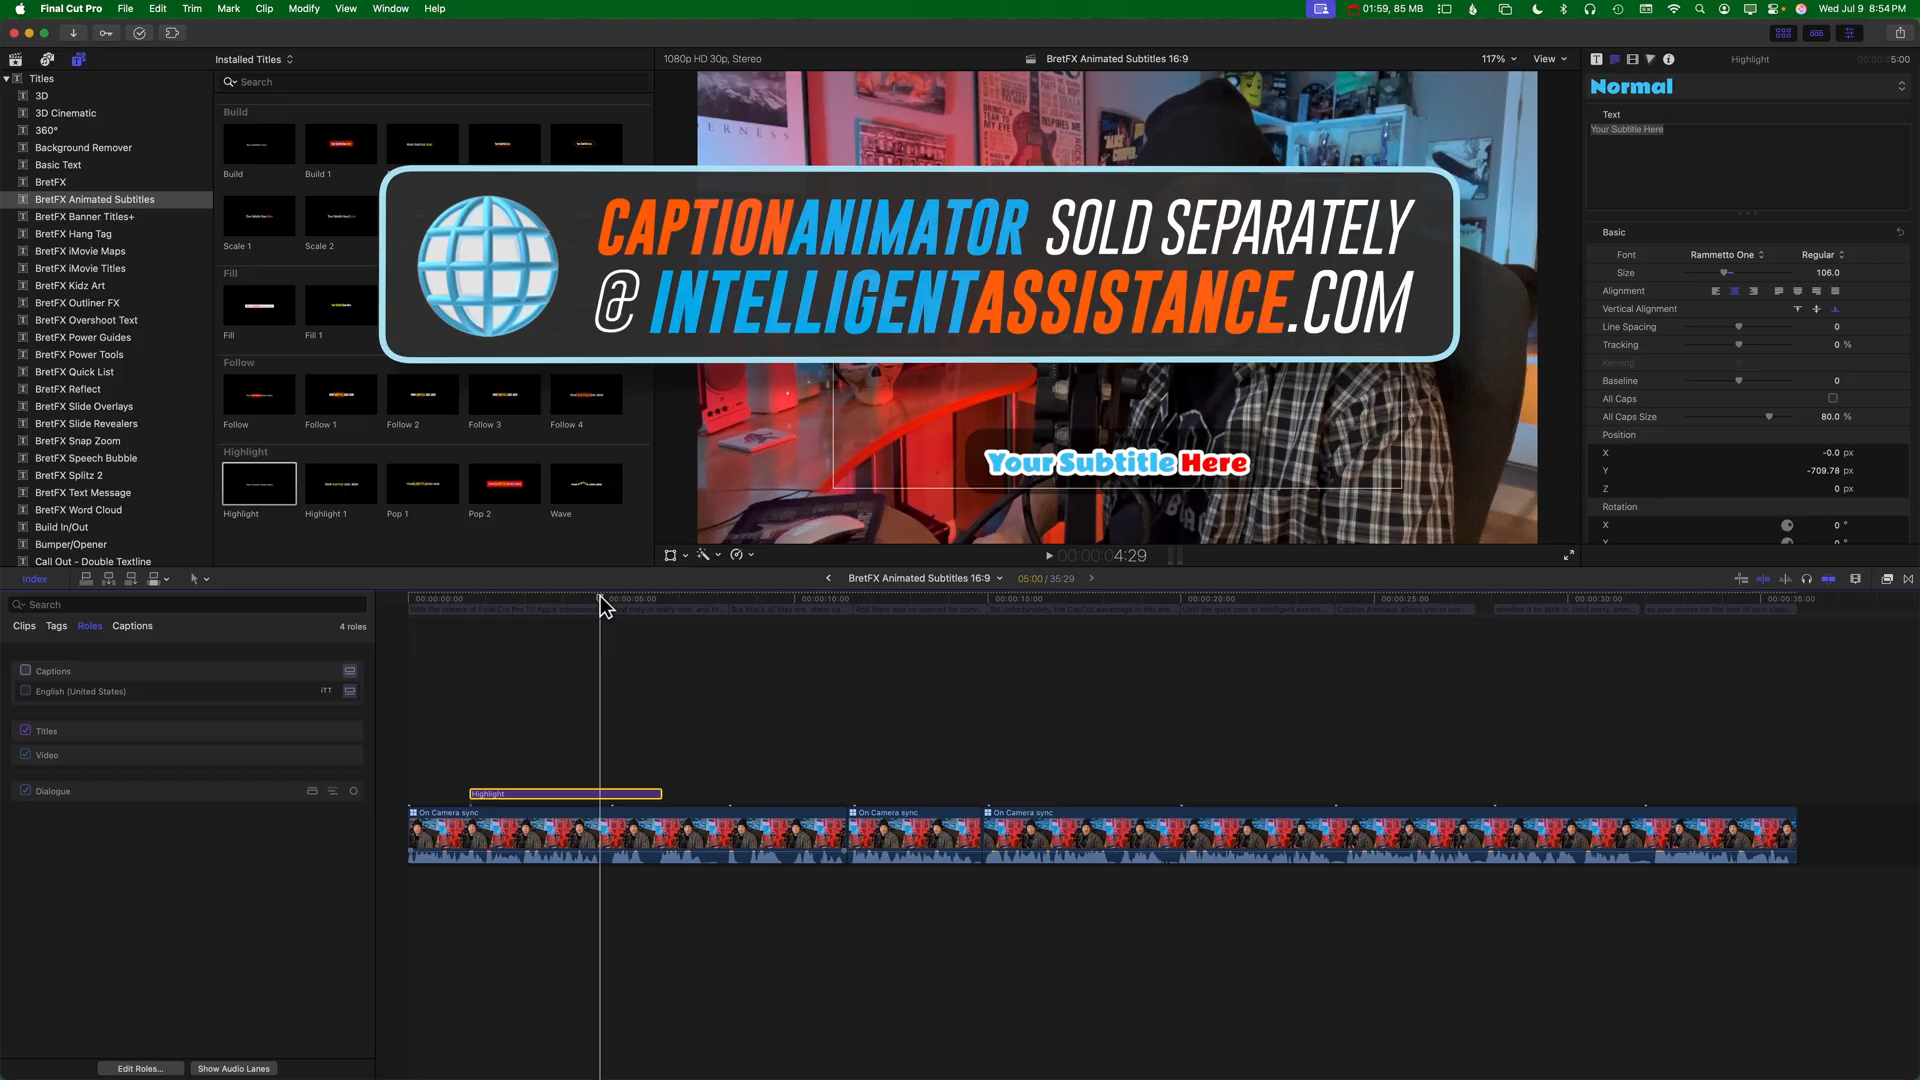 Final Cut Pro File Edit Trim Mark Clip Modify View Window Help
01:59, 85 MB
Wed Jul 9 8:54 PM
Installed Titles
Search
Titles
3D
3D Cinematic
360°
Background Remover
Basic Text
BretFX
BretFX Animated Subtitles
BretFX Banner Titles+
BretFX Hang Tag
BretFX iMovie Maps
BretFX iMovie Titles
BretFX Kidz Art
BretFX Outliner FX
BretFX Overshoot Text
BretFX Power Guides
BretFX Power Tools
BretFX Quick List
BretFX Reflect
BretFX Slide Overlays
BretFX Slide Revealers
BretFX Snap Zoom
BretFX Speech Bubble
BretFX Splitz 2
BretFX Text Message
BretFX Word Cloud
Build In/Out
Bumper/Opener
Call Out - Double Textline
Build
Build Build 1
Scale 1 Scale 2
Fill
Fill Fill 1
Follow
Follow Follow 1 Follow 2 Follow 3 Follow 4
Highlight
Highlight Highlight 1 Pop 1 Pop 2 Wave
1080p HD 30p, Stereo
BretFX Animated Subtitles 16:9
117% View
CAPTIONANIMATOR SOLD SEPARATELY
@ INTELLIGENTASSISTANCE.COM
Your Subtitle Here
00:00:00:04:29
Highlight
5:00
Normal
Text
Your Subtitle Here
Basic
Font Rammetto One Regular
Size 106.0
Alignment
Vertical Alignment
Line Spacing 0
Tracking 0 %
Kerning
Baseline 0
All Caps
All Caps Size 80.0 %
Position
X -0.0 px
Y -709.78 px
Z 0 px
Rotation
X 0 °
Y 0 °
Index
BretFX Animated Subtitles 16:9 05:00 / 35:29
Search
Clips Tags Roles Captions 4 roles
Captions
English (United States) iTT
Titles
Video
Dialogue
Edit Roles... Show Audio Lanes
00:00:00:00 00:00:05:00 00:00:10:00 00:00:15:00 00:00:20:00 00:00:25:00 00:00:30:00 00:00:35:00
Highlight
On Camera sync On Camera sync On Camera sync